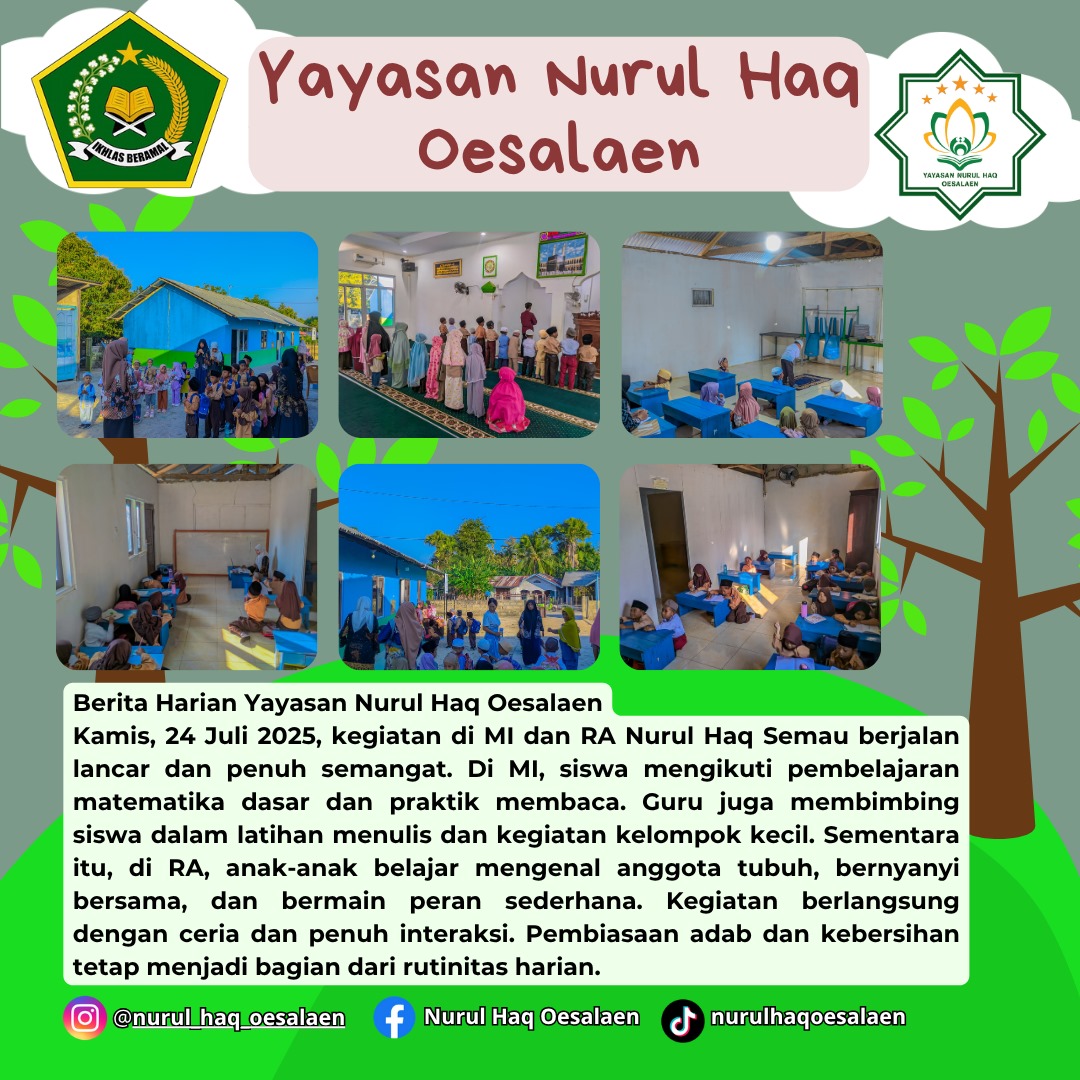 Yayasan Nurul Haq
Oesalaen
IKHLAS BERAMAL
YAYASAN NURUL HAQ
OESALAEN
Berita Harian Yayasan Nurul Haq Oesalaen
Kamis, 24 Juli 2025, kegiatan di MI dan RA Nurul Haq Semau berjalan
lancar dan penuh semangat. Di MI, siswa mengikuti pembelajaran
matematika dasar dan praktik membaca. Guru juga membimbing
siswa dalam latihan menulis dan kegiatan kelompok kecil. Sementara
itu, di RA, anak-anak belajar mengenal anggota tubuh, bernyanyi
bersama, dan bermain peran sederhana. Kegiatan berlangsung
dengan ceria dan penuh interaksi. Pembiasaan adab dan kebersihan
tetap menjadi bagian dari rutinitas harian.
@nurul_haq_oesalaen
Nurul Haq Oesalaen
nurulhaqoesalaen